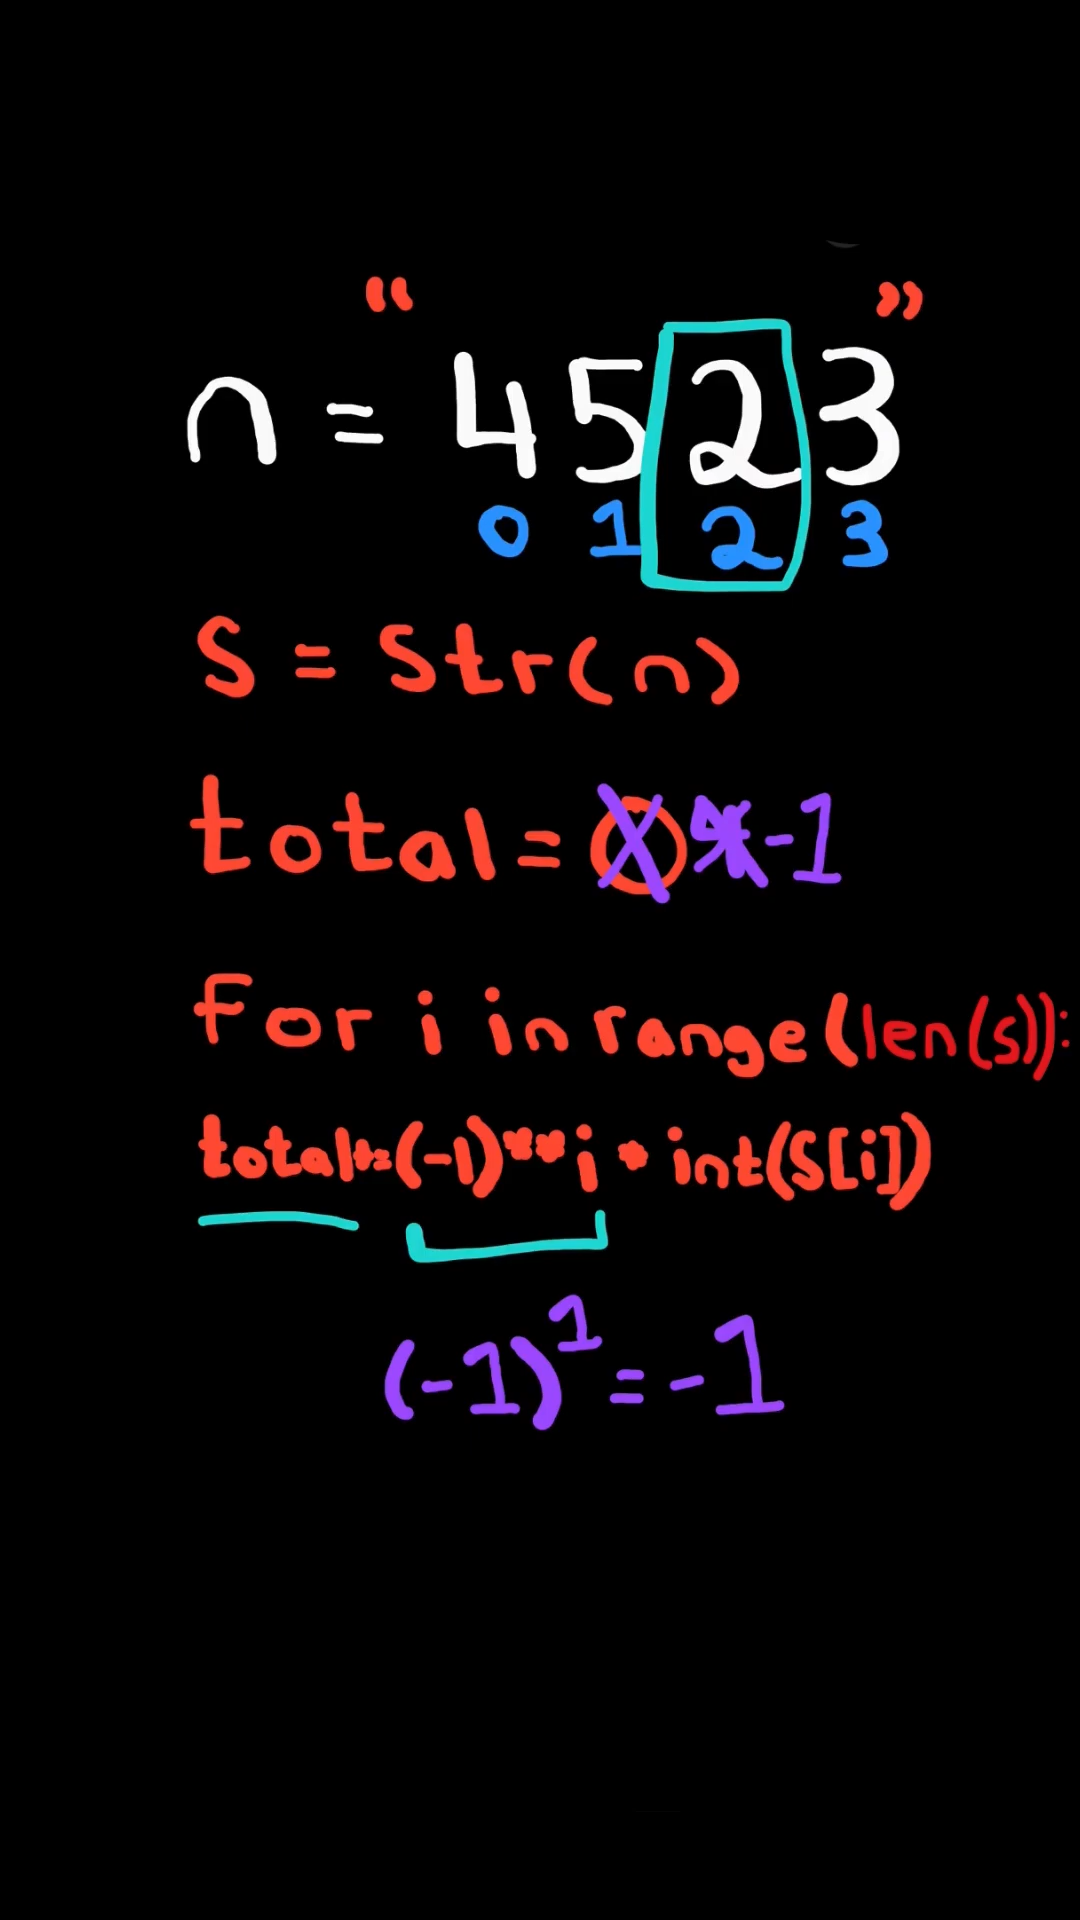 “ ”
n = 4523
0 1 2 3
S = Str(n)
total = 0 4 -1
for i in range(len(s)):
total+=(-1)**i * int(S[i])
(-1)¹ = -1